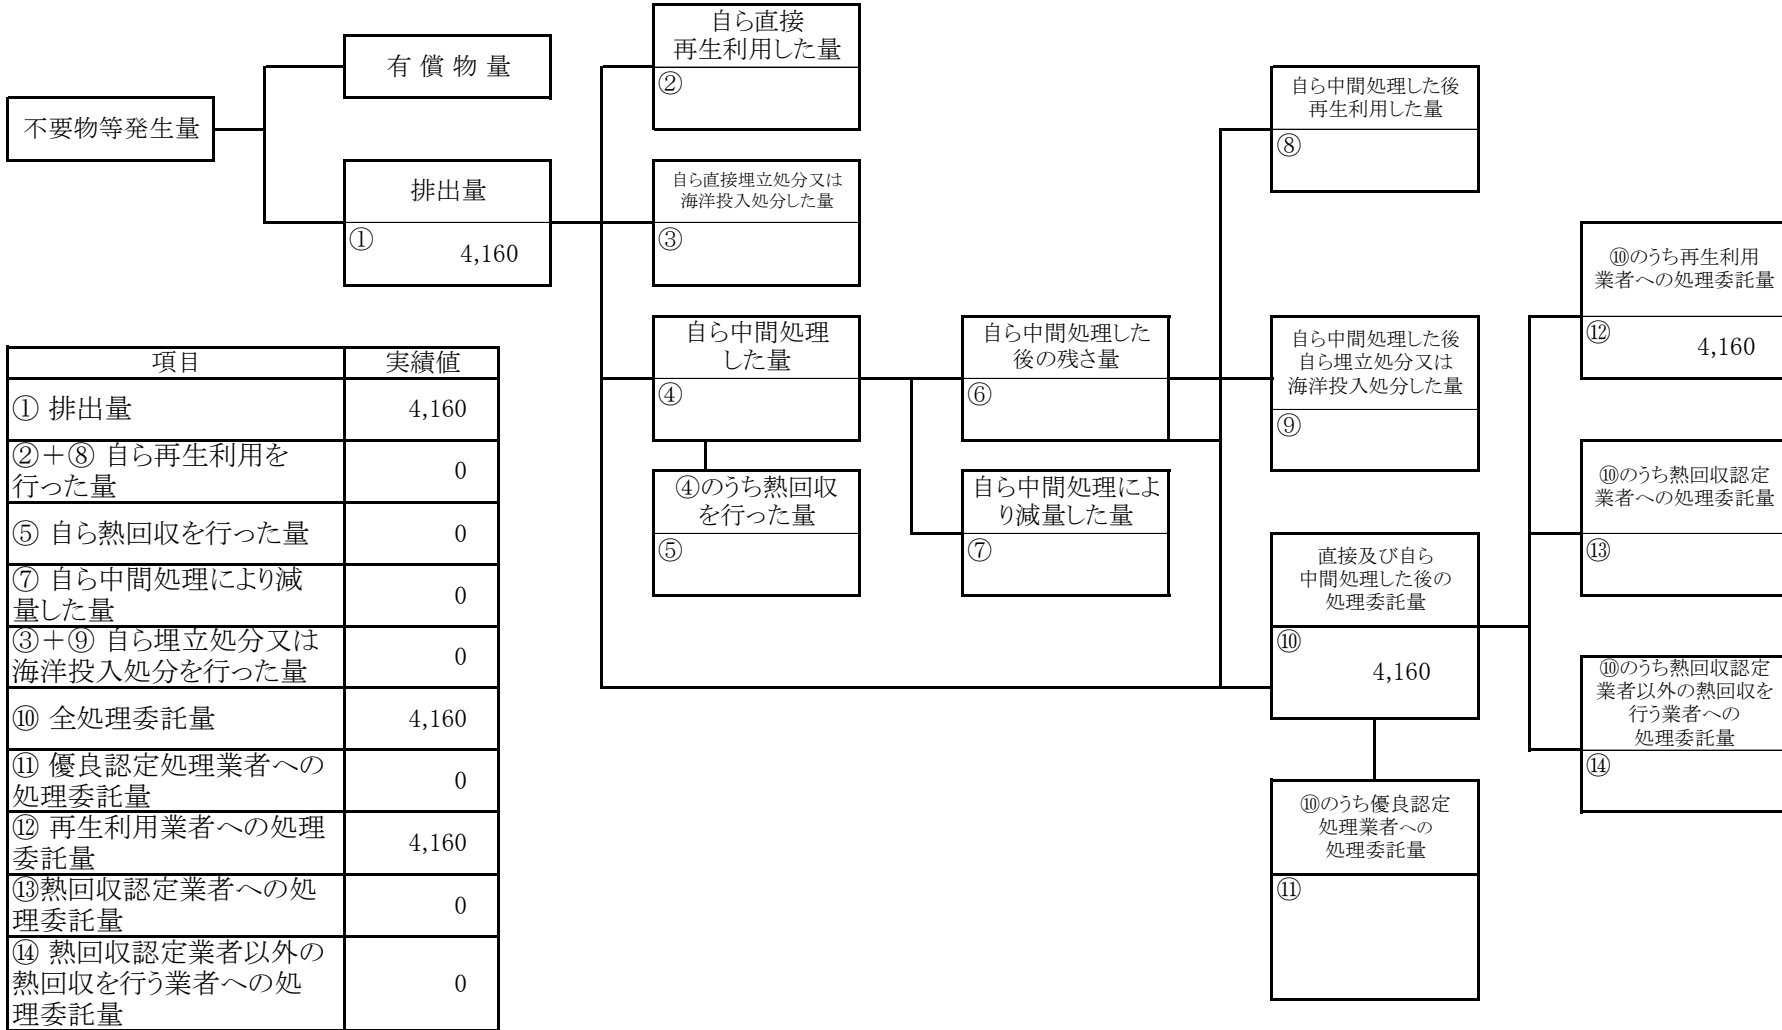 不要物等発生量
有 償 物 量
排出量
①
4,160
自ら直接
再生利用した量
②
自ら直接埋立処分又は
海洋投入処分した量
③
自ら中間処理
した量
④
④のうち熱回収
を行った量
⑤
自ら中間処理した
後の残さ量
⑥
自ら中間処理によ
り減量した量
⑦
自ら中間処理した後
再生利用した量
⑧
自ら中間処理した後
自ら埋立処分又は
海洋投入処分した量
⑨
直接及び自ら
中間処理した後の
処理委託量
⑩
4,160
⑩のうち優良認定
処理業者への
処理委託量
⑪
⑩のうち再生利用
業者への処理委託量
⑫
4,160
⑩のうち熱回収認定
業者への処理委託量
⑬
⑩のうち熱回収認定
業者以外の熱回収を
行う業者への
処理委託量
⑭
項目 実績値
① 排出量 4,160
②＋⑧ 自ら再生利用を
行った量 0
⑤ 自ら熱回収を行った量 0
⑦ 自ら中間処理により減
量した量 0
③＋⑨ 自ら埋立処分又は
海洋投入処分を行った量 0
⑩ 全処理委託量 4,160
⑪ 優良認定処理業者への
処理委託量 0
⑫ 再生利用業者への処理
委託量 4,160
⑬熱回収認定業者への処
理委託量 0
⑭ 熱回収認定業者以外の
熱回収を行う業者への処
理委託量 0